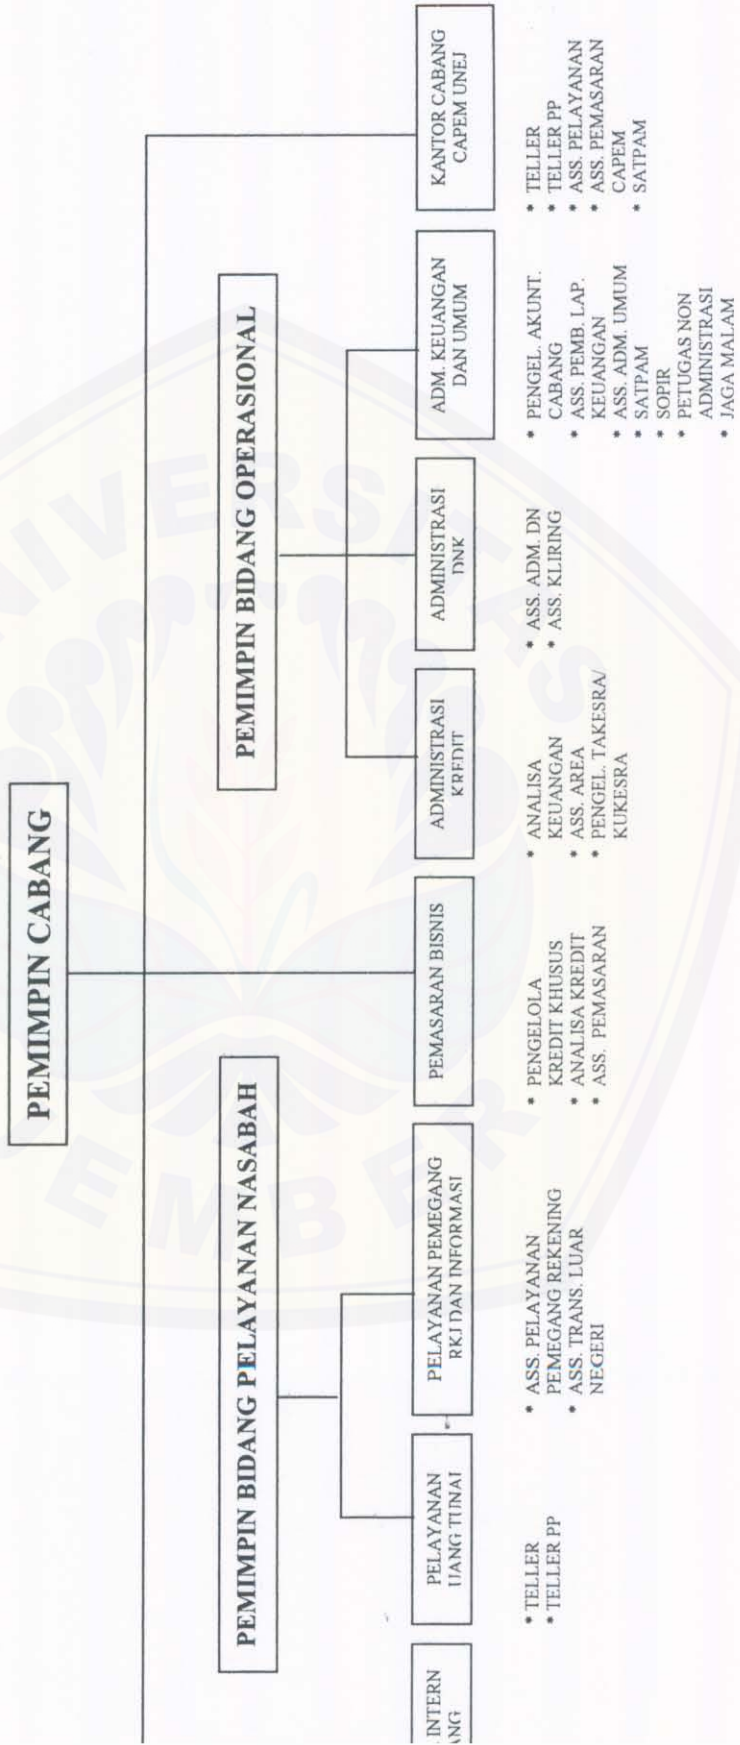 PEMIMPIN CABANG
PEMIMPIN BIDANG PELAYANAN NASABAH
PEMIMPIN BIDANG OPERASIONAL
INTERN
PELAYANAN
UANG TUNAI
* TELLER
* TELLER PP
PELAYANAN PEMEGANG
RKJ DAN INFORMASI
* ASS. PELAYANAN
PEMEGANG REKENING
* ASS. TRANS. LUAR
NEGERI
PEMASARAN BISNIS
* PENGELOLA
KREDIT KHUSUS
* ANALISA KREDIT
* ASS. PEMASARAN
ADMINISTRASI
KREDIT
* ANALISA
KEUANGAN
* ASS. AREA
* PENGEL. TAKESRA/
KUKESRA
ADMINISTRASI
DNK
* ASS. ADM. DN
* ASS. KLIRING
ADM. KEUANGAN
DAN UMUM
* PENGEL. AKUNT.
CABANG
* ASS. PEMB. LAP.
KEUANGAN
* ASS. ADM. UMUM
* SATPAM
* SOPIR
* PETUGAS NON
ADMINISTRASI
* JAGA MALAM
KANTOR CABANG
CAPEM UNEJ
* TELLER
* TELLER PP
* ASS. PELAYANAN
* ASS. PEMASARAN
CAPEM
* SATPAM
UNIVERSITAS
JEMBER